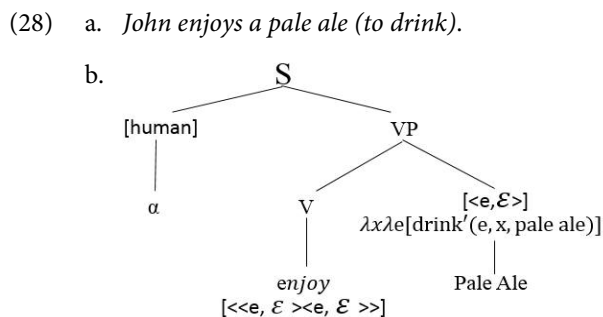 (28) a. John enjoys a pale ale (to drink).
b.
S
[human] VP
α V [<e,ℰ>]
λxλe[drink′(e, x, pale ale)]
enjoy Pale Ale
[<<e, ℰ ><e, ℰ >>]